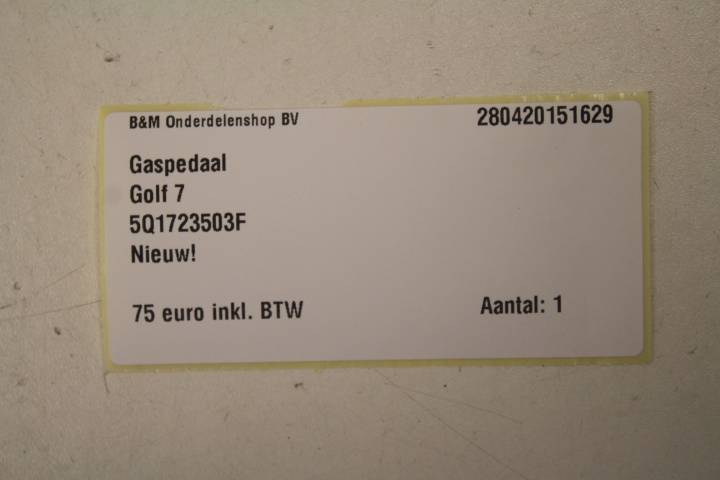 B&M Onderdelenshop BV 280420151629
Gaspedaal
Golf 7
5Q1723503F
Nieuw!
75 euro inkl. BTW Aantal: 1